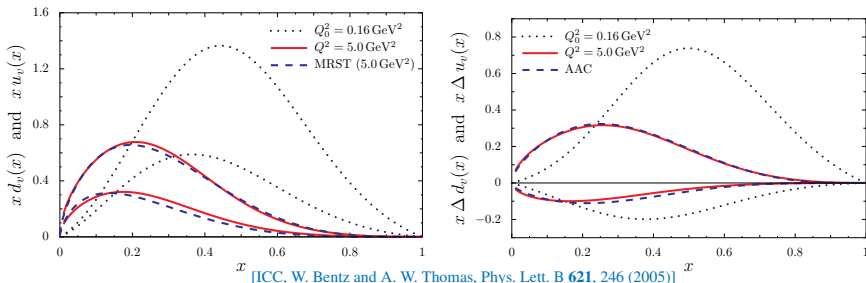 1.6
1.2
0.8
0.4
0
0
0.2
0.4
0.6
0.8
1
x d_v(x) and x u_v(x)
x
Q_0^2 = 0.16 GeV^2
Q^2 = 5.0 GeV^2
MRST (5.0 GeV^2)
0.8
0.6
0.4
0.2
0
−0.2
0
0.2
0.4
0.6
0.8
1
x Δ d_v(x) and x Δ u_v(x)
x
Q_0^2 = 0.16 GeV^2
Q^2 = 5.0 GeV^2
AAC
[ICC, W. Bentz and A. W. Thomas, Phys. Lett. B 621, 246 (2005)]